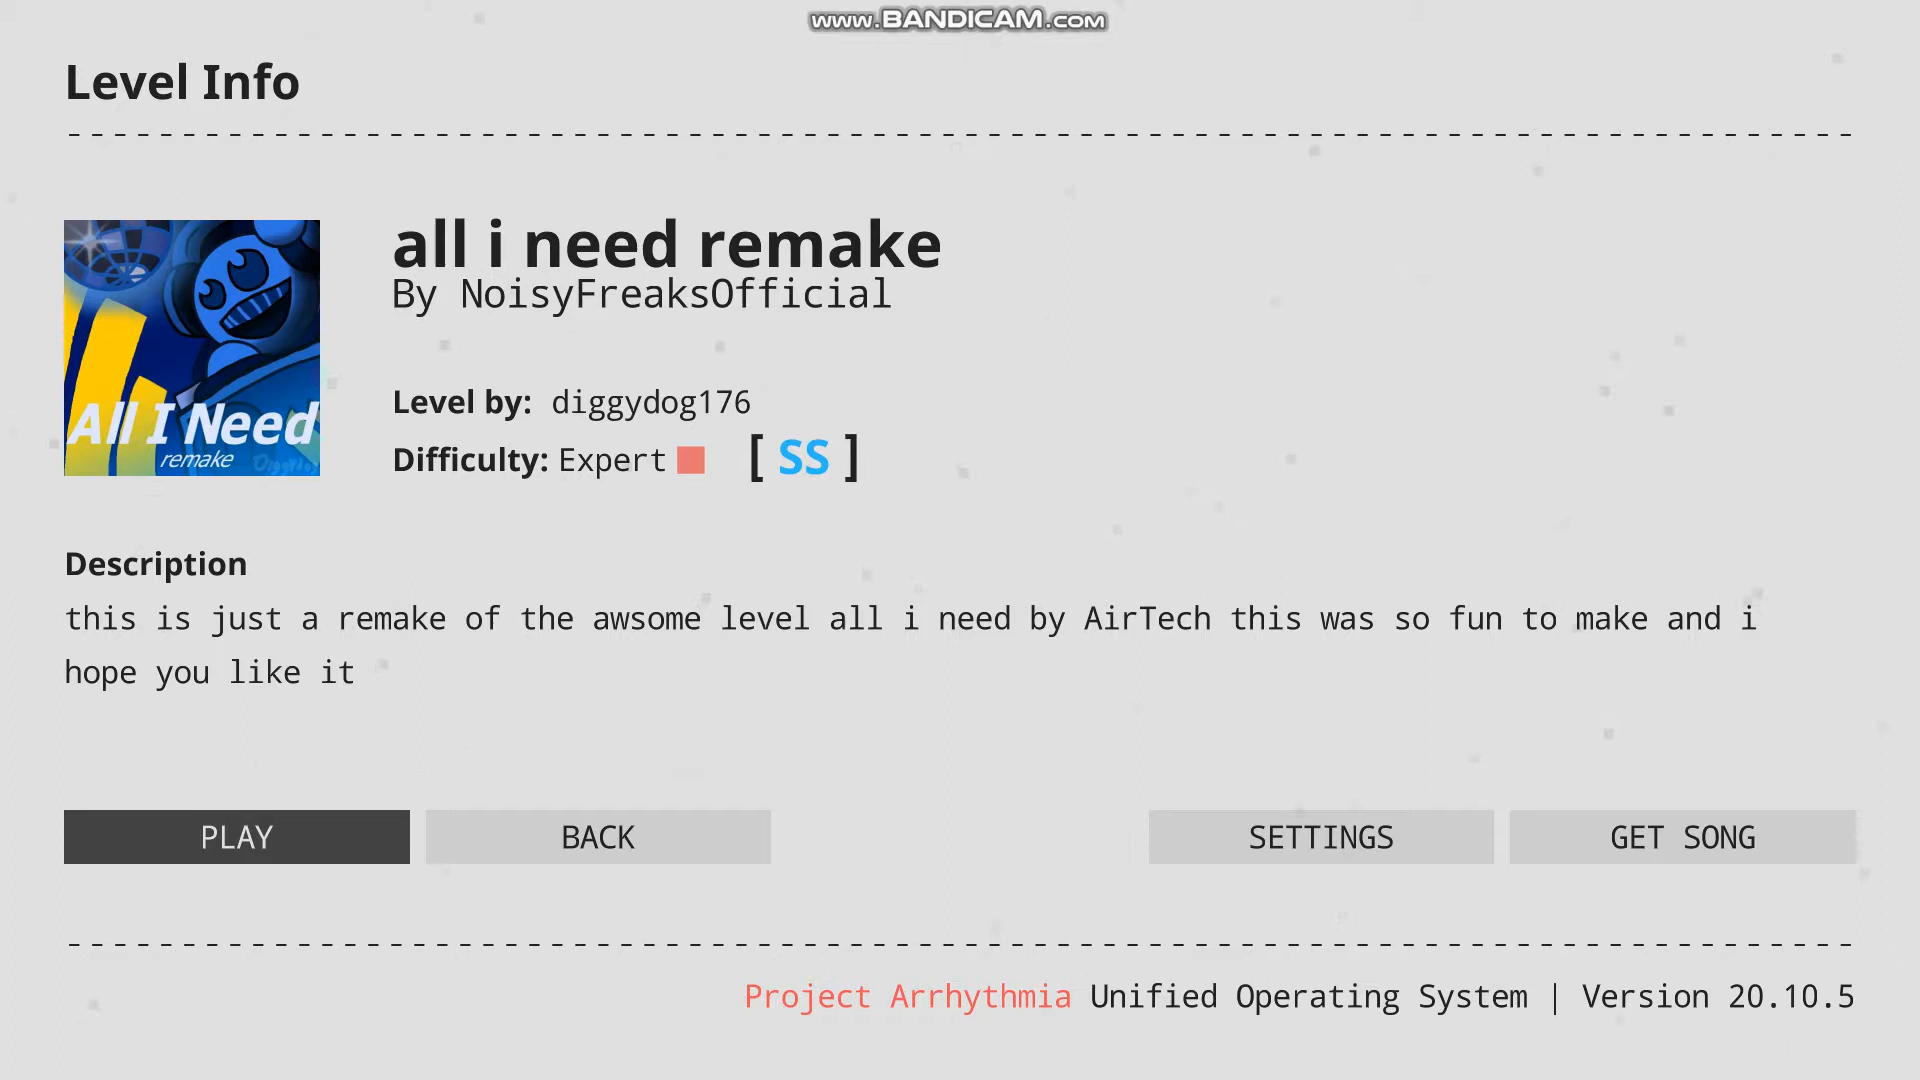 www.BANDICAM.com
Level Info
all i need remake
By NoisyFreaksOfficial
Level by: diggydog176
Difficulty: Expert [ SS ]
All I Need
remake
Description
this is just a remake of the awsome level all i need by AirTech this was so fun to make and i
hope you like it
PLAY BACK SETTINGS GET SONG
Project Arrhythmia Unified Operating System | Version 20.10.5